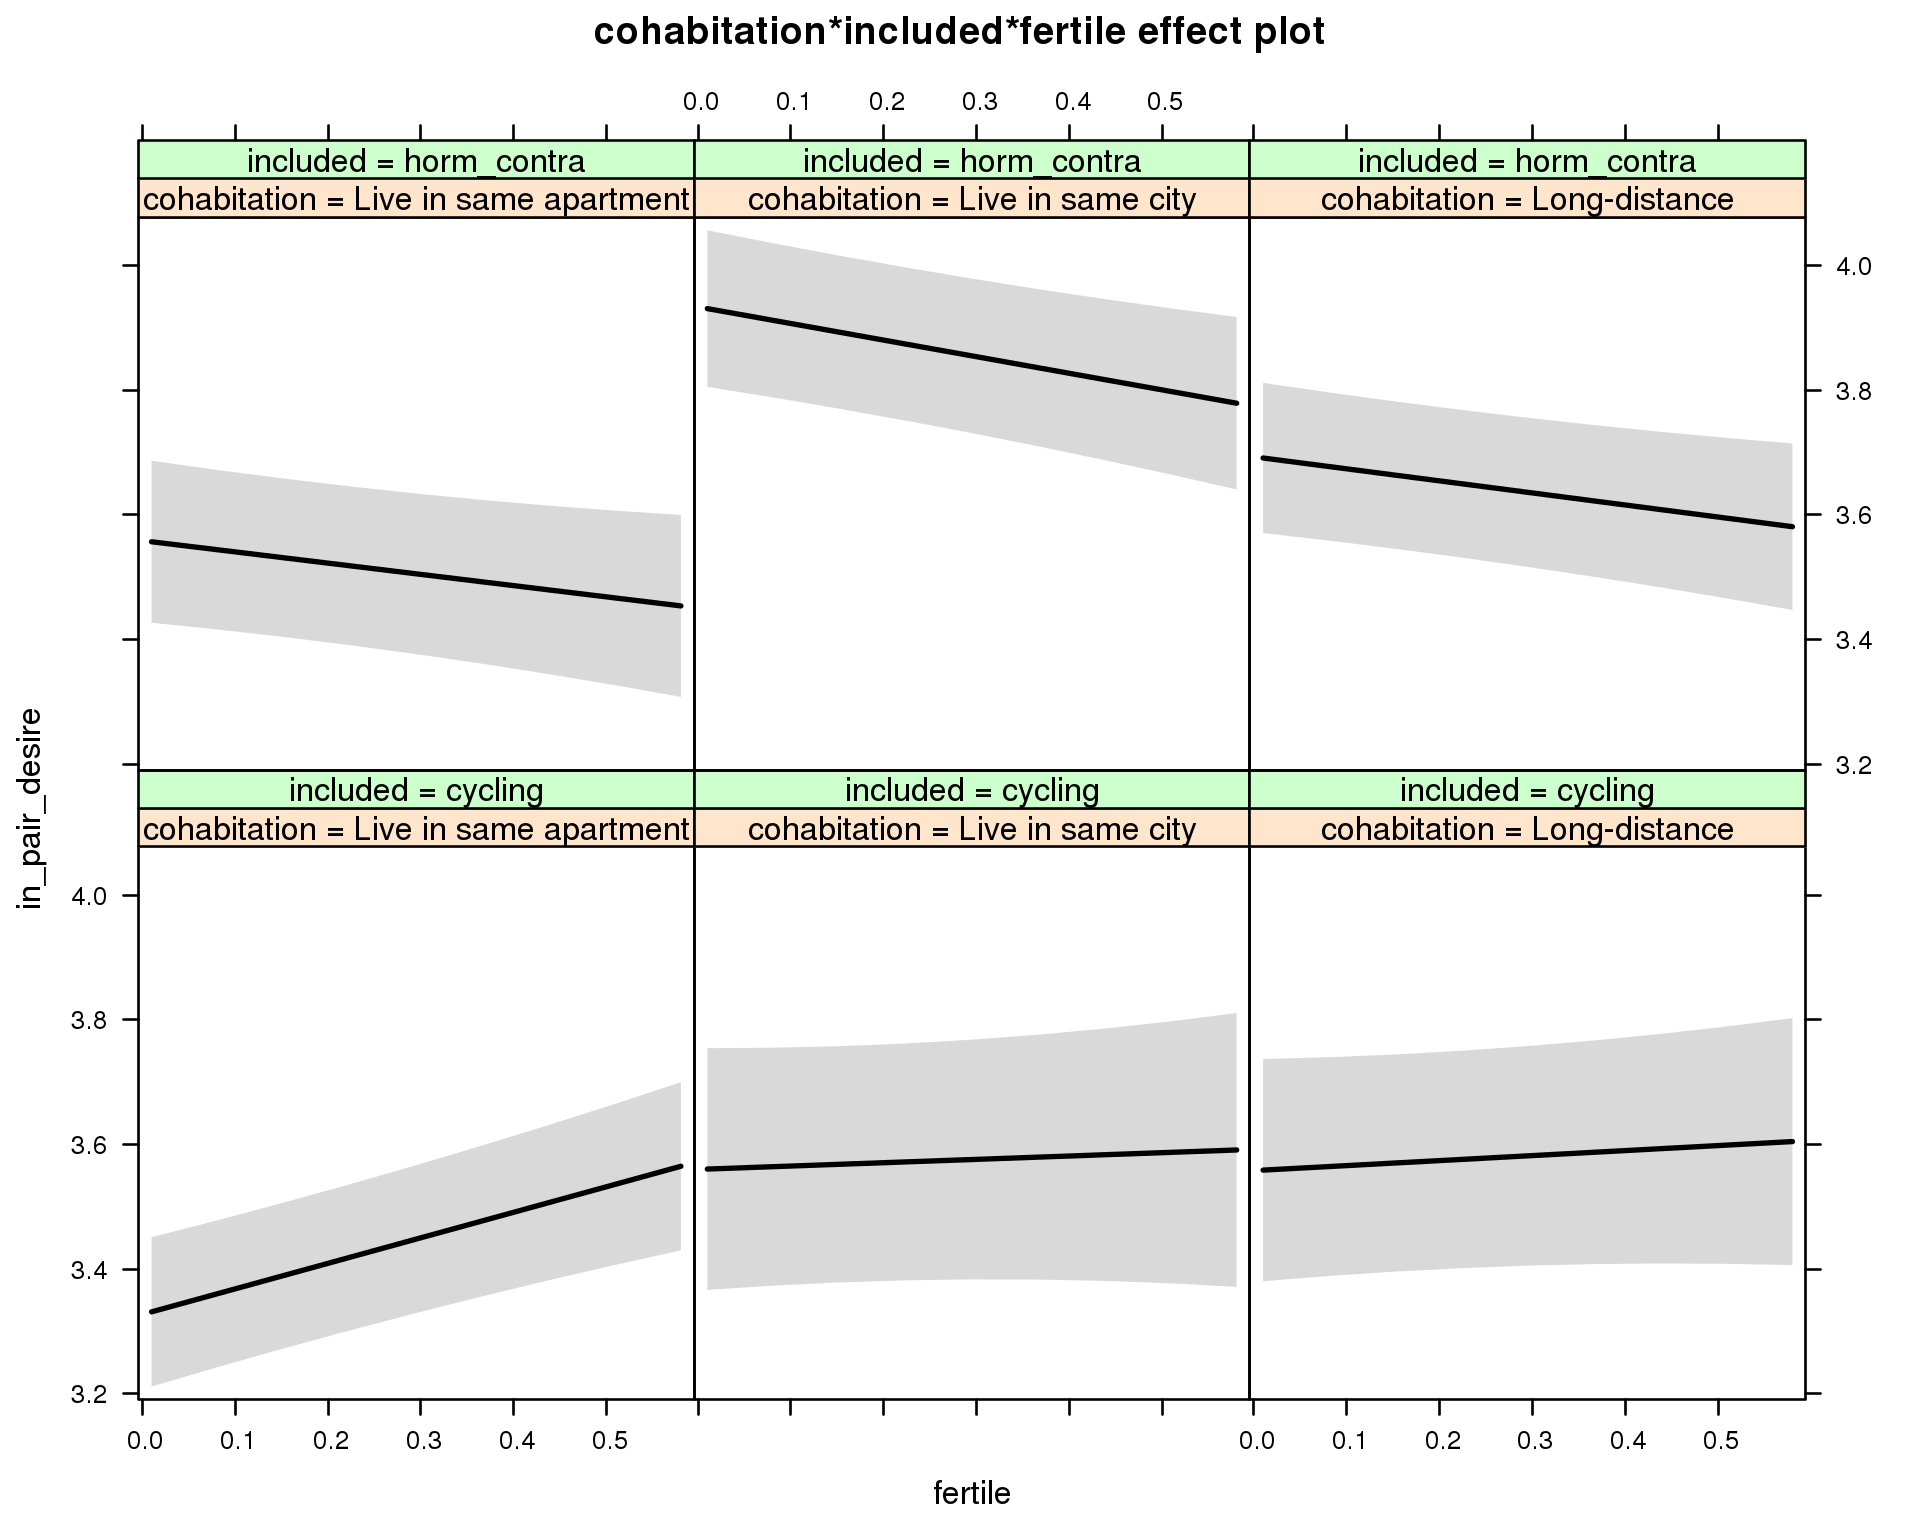 cohabitation*included*fertile effect plot
0.0 0.1 0.2 0.3 0.4 0.5
included = horm_contra included = horm_contra included = horm_contra
cohabitation = Live in same apartment cohabitation = Live in same city cohabitation = Long-distance
4.0
3.8
3.6
3.4
3.2
in_pair_desire
included = cycling included = cycling included = cycling
cohabitation = Live in same apartment cohabitation = Live in same city cohabitation = Long-distance
4.0
3.8
3.6
3.4
3.2
0.0 0.1 0.2 0.3 0.4 0.5 0.0 0.1 0.2 0.3 0.4 0.5
fertile